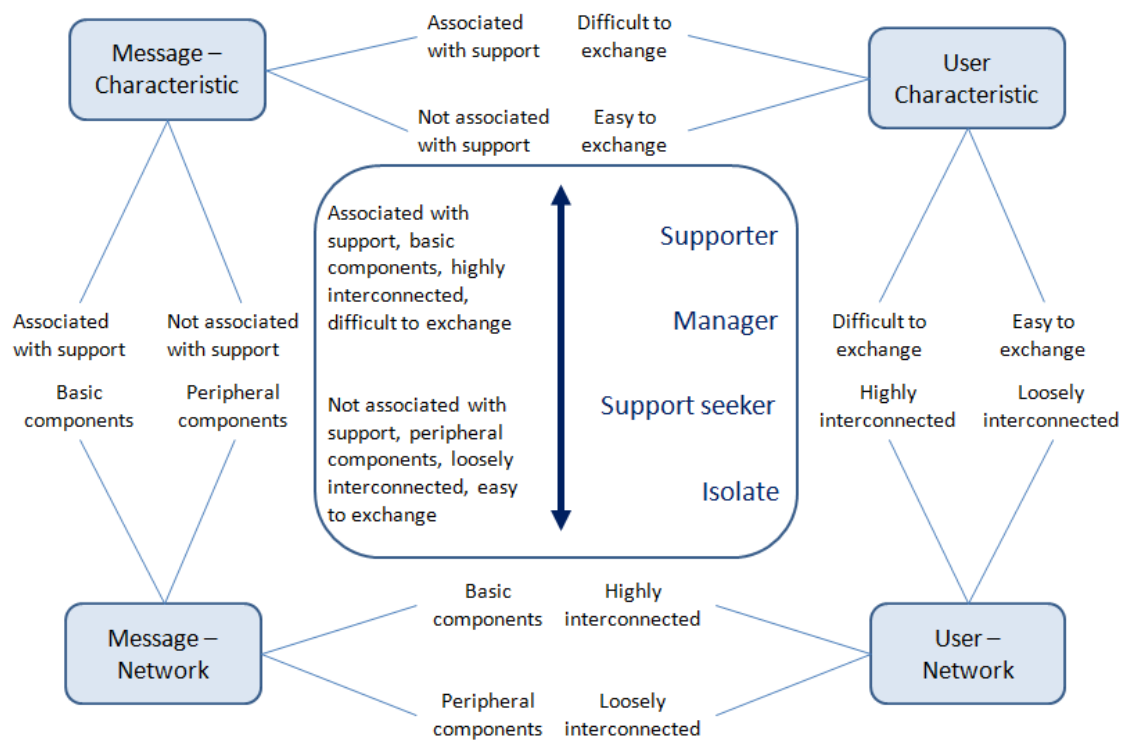 Message –
Characteristic
Associated
with support
Difficult to
exchange
User
Characteristic
Not associated
with support
Easy to
exchange
Associated with
support, basic
components, highly
interconnected,
difficult to exchange
Not associated with
support, peripheral
components, loosely
interconnected, easy
to exchange
Supporter
Manager
Support seeker
Isolate
Associated
with support
Not associated
with support
Basic
components
Peripheral
components
Difficult to
exchange
Easy to
exchange
Highly
interconnected
Loosely
interconnected
Message –
Network
Basic
components
Highly
interconnected
Peripheral
components
Loosely
interconnected
User –
Network